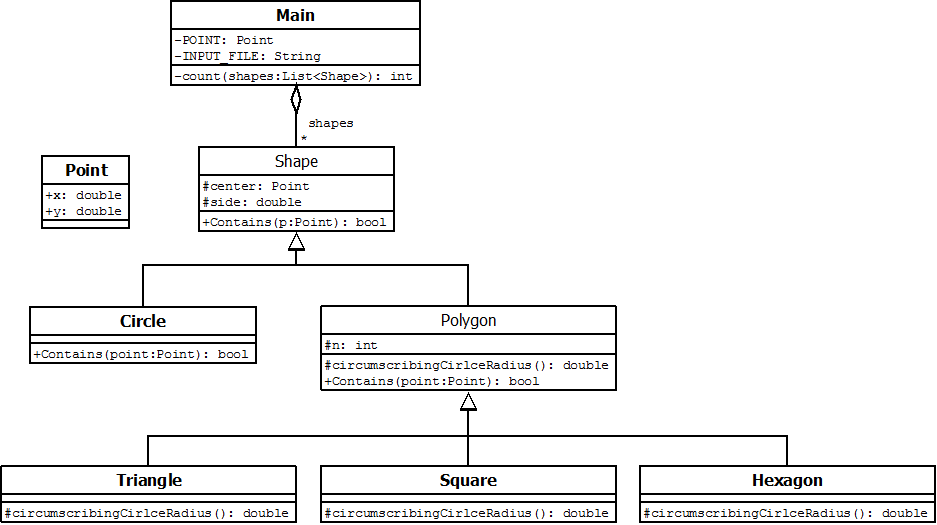 Main
-POINT: Point
-INPUT_FILE: String
-count(shapes:List<Shape>): int
shapes
*
Shape
#center: Point
#side: double
+Contains(p:Point): bool
Point
+x: double
+y: double
Circle
+Contains(point:Point): bool
Polygon
#n: int
#circumscribingCirlceRadius(): double
+Contains(point:Point): bool
Triangle
#circumscribingCirlceRadius(): double
Square
#circumscribingCirlceRadius(): double
Hexagon
#circumscribingCirlceRadius(): double